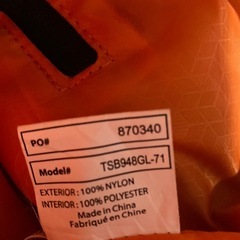 PO# 870340
Model# TSB948GL-71
EXTERIOR: 100% NYLON
INTERIOR: 100% POLYESTER
Made in China
Fabriqué en Chine